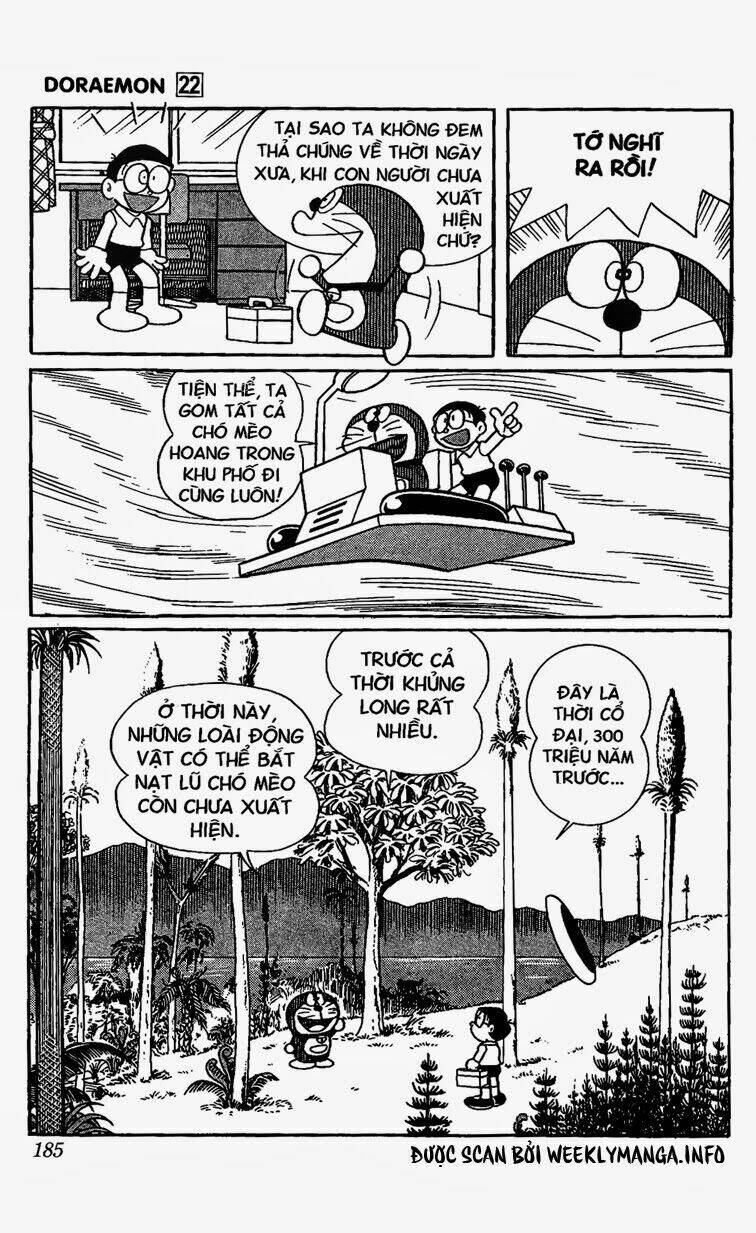 DORAEMON 22
TỚ NGHĨ
RA RỒI!
TẠI SAO TA KHÔNG ĐEM
THẢ CHÚNG VỀ THỜI NGÀY
XƯA, KHI CON NGƯỜI CHƯA
XUẤT
HIỆN
CHỨ?
TIỆN THỂ, TA
GOM TẤT CẢ
CHÓ MÈO
HOANG TRONG
KHU PHỐ ĐI
CÙNG LUÔN!
ĐÂY LÀ
THỜI CỔ
ĐẠI, 300
TRIỆU NĂM
TRƯỚC...
TRƯỚC CẢ
THỜI KHỦNG
LONG RẤT
NHIỀU.
Ở THỜI NÀY,
NHỮNG LOÀI ĐỘNG
VẬT CÓ THỂ BẮT
NẠT LŨ CHÓ MÈO
CÒN CHƯA XUẤT
HIỆN.
185
ĐƯỢC SCAN BỞI WEEKLYMANGA.INFO